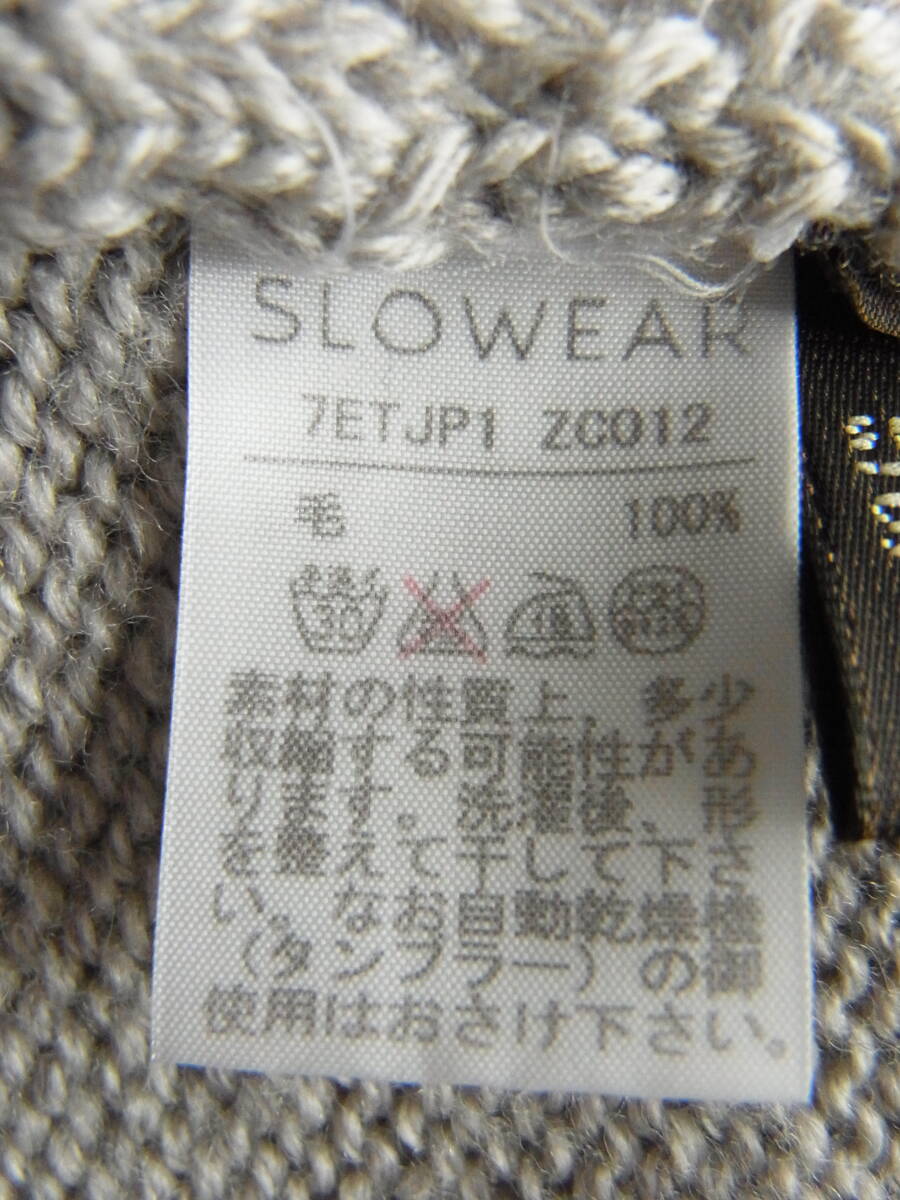 SLOWEAR
7ETJP1 ZC012
毛 100%
30
素材の性質上、多少
収縮する可能性があ
ります。洗濯後、形
を整えて干して下さ
い。なお自動乾燥機
（タンブラー）の御
使用はおさけ下さい。